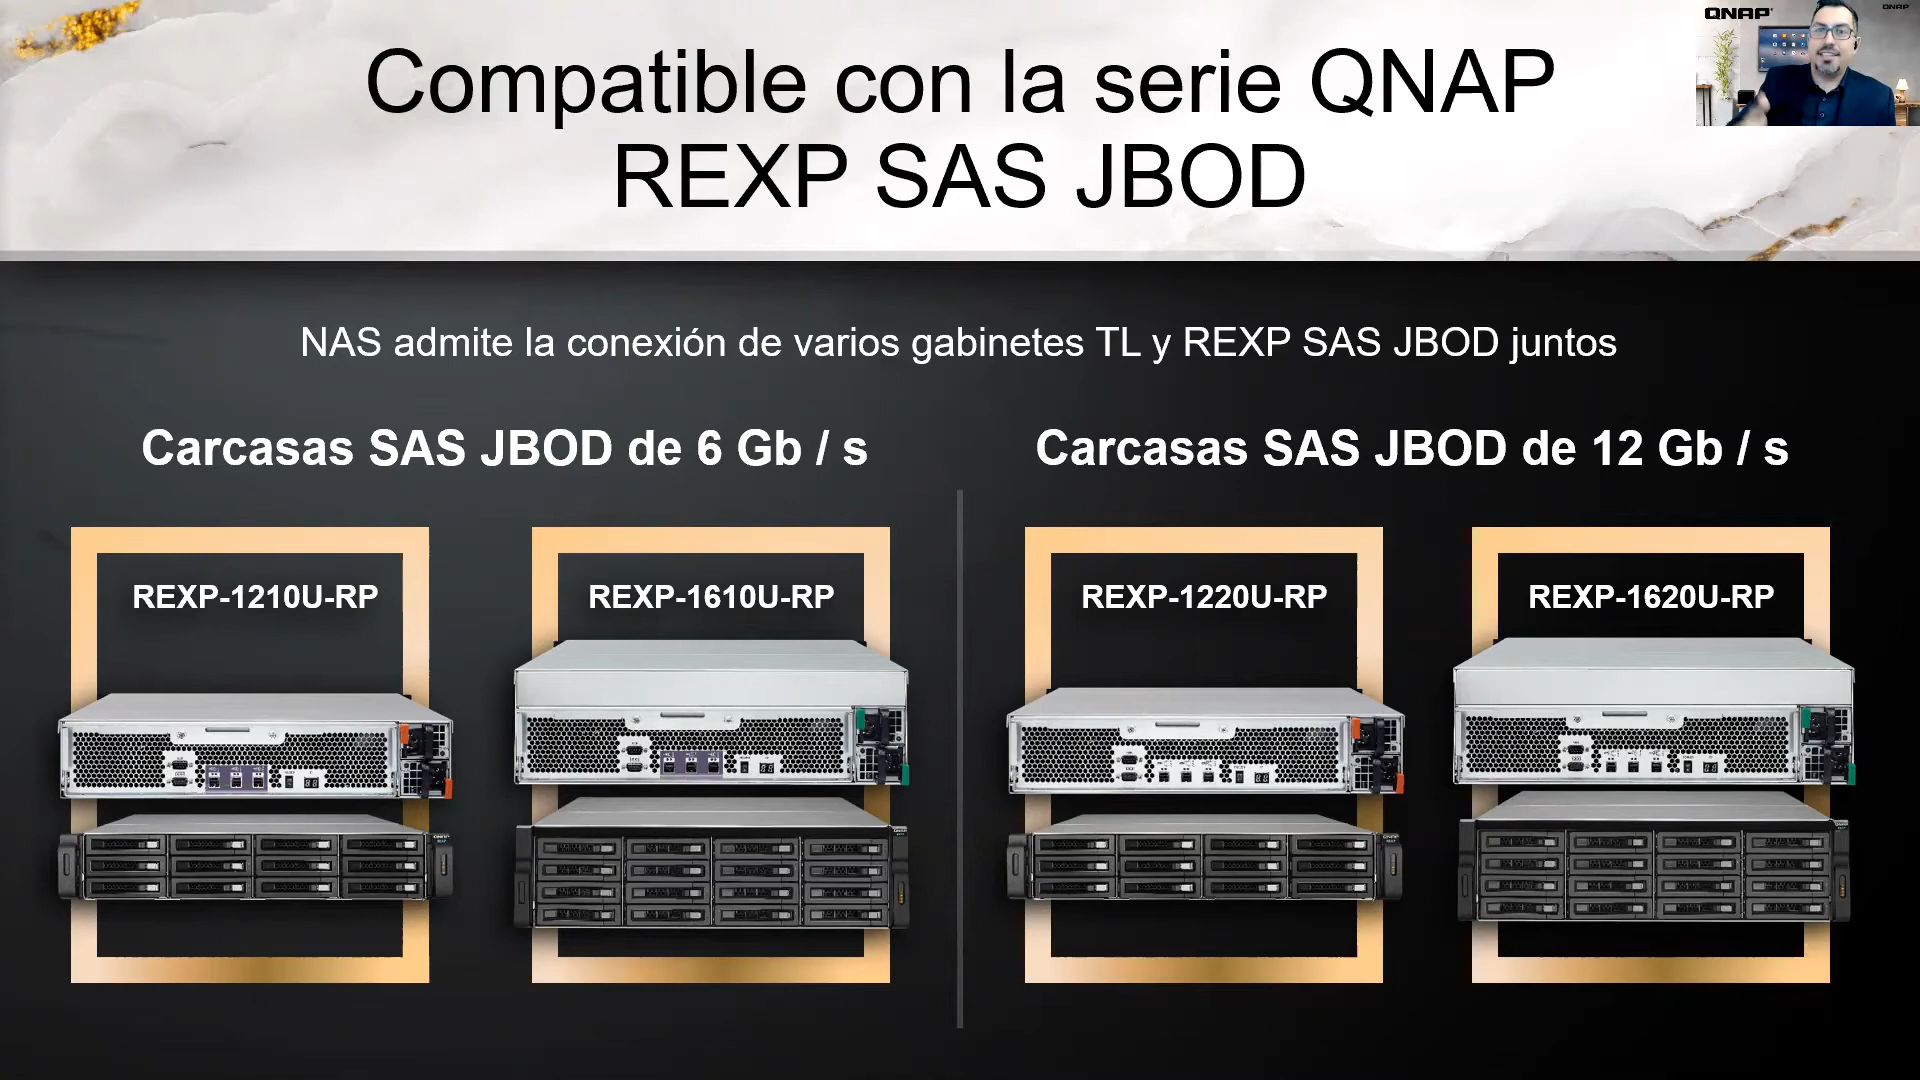 QNAP
QNAP
Compatible con la serie QNAP
REXP SAS JBOD
NAS admite la conexión de varios gabinetes TL y REXP SAS JBOD juntos
Carcasas SAS JBOD de 6 Gb / s
Carcasas SAS JBOD de 12 Gb / s
REXP-1210U-RP
REXP-1610U-RP
REXP-1220U-RP
REXP-1620U-RP